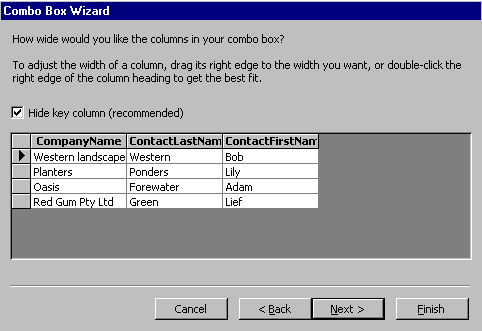 Combo Box Wizard
How wide would you like the columns in your combo box?
To adjust the width of a column, drag its right edge to the width you want, or double-click the
right edge of the column heading to get the best fit.
Hide key column (recommended)
CompanyName ContactLastNam ContactFirstNam
Western landscape Western Bob
Planters Ponders Lily
Oasis Forewater Adam
Red Gum Pty Ltd Green Lief
Cancel < Back Next > Finish